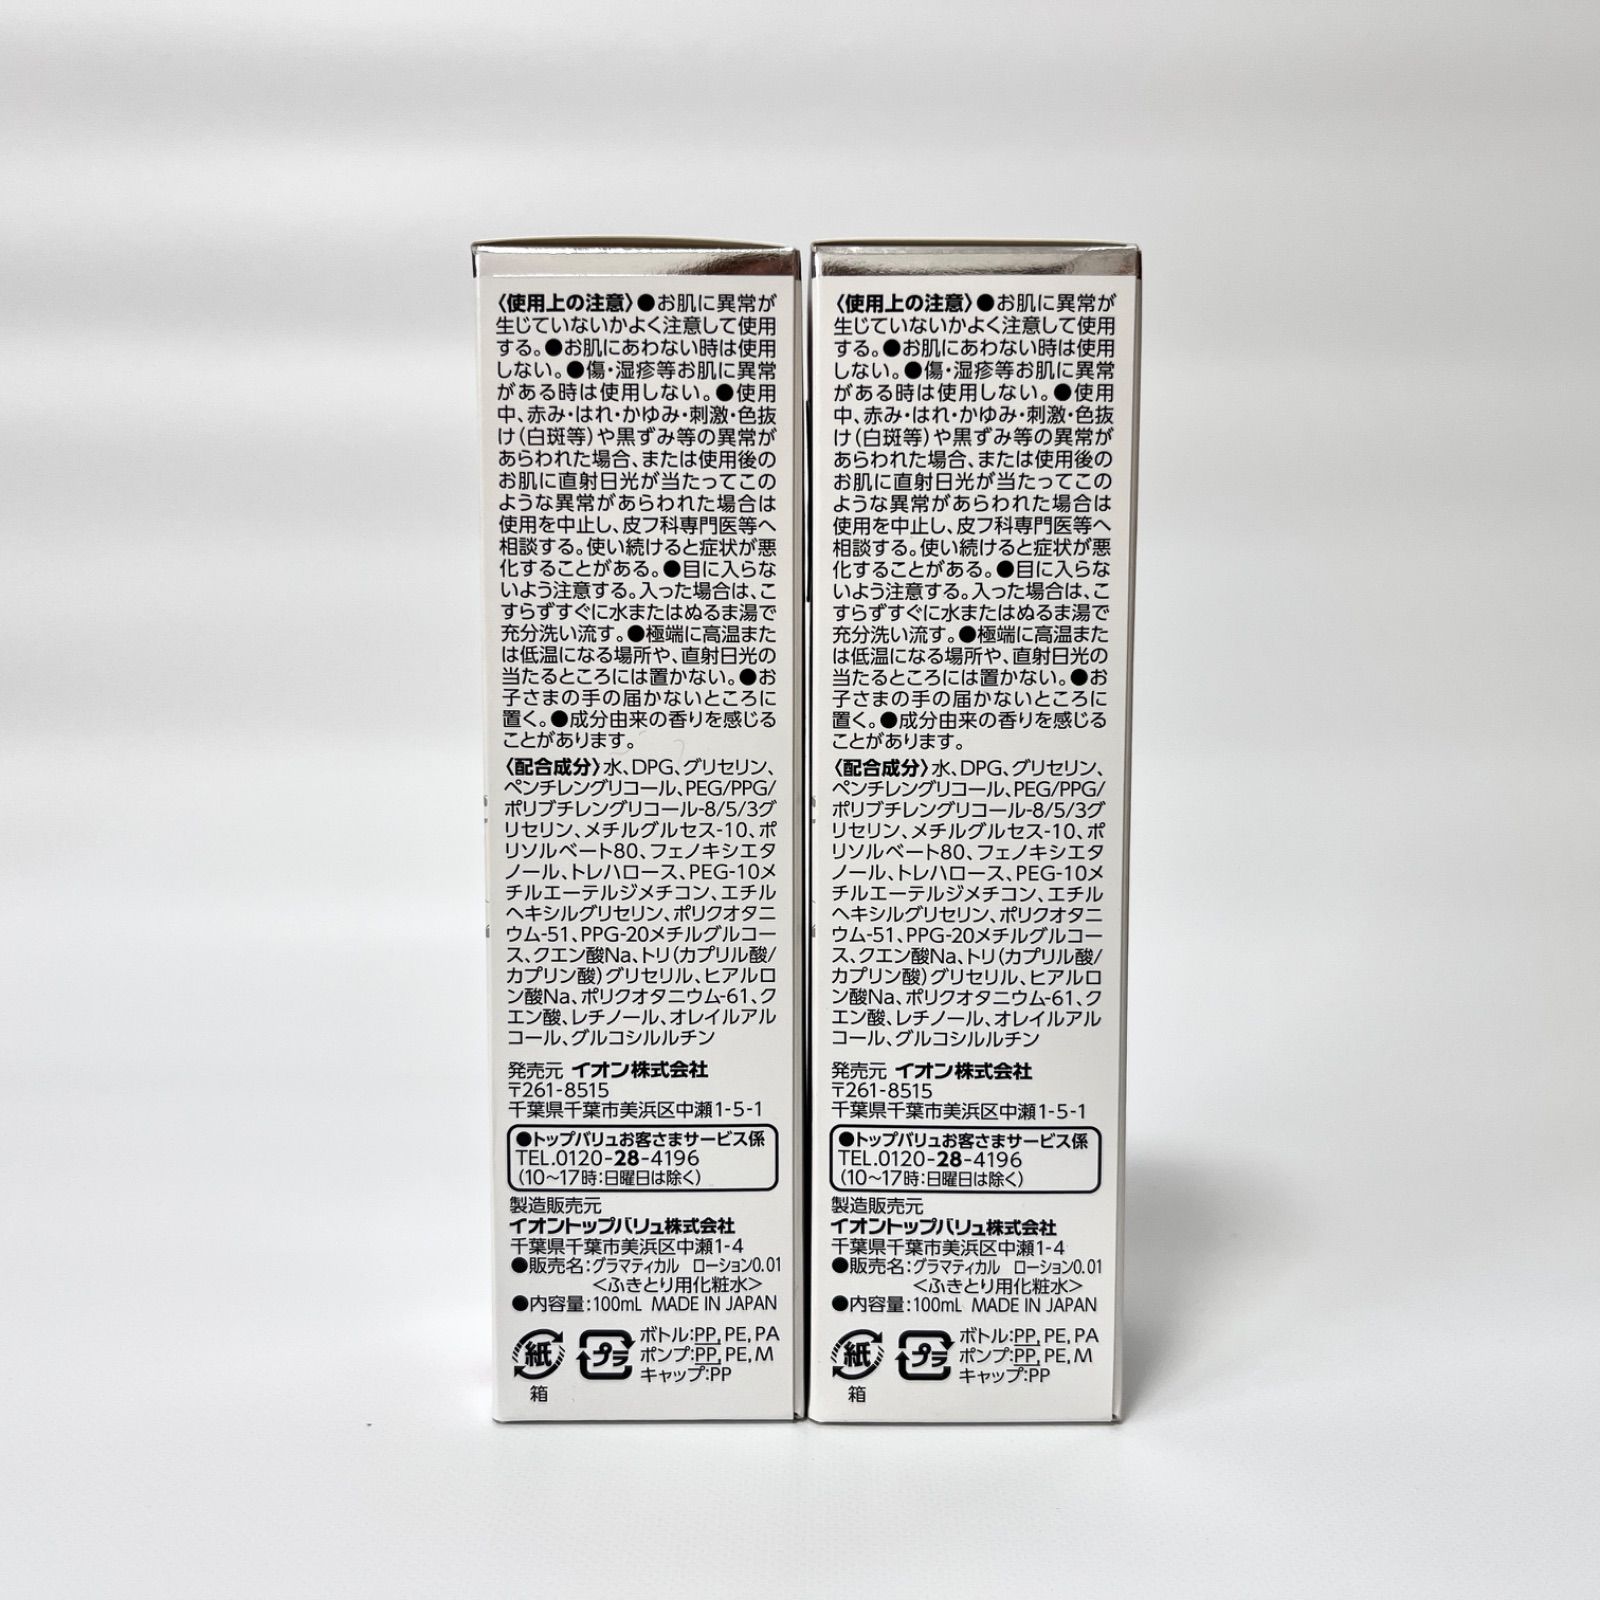 〈使用上の注意〉●お肌に異常が
生じていないかよく注意して使用
する。●お肌にあわない時は使用
しない。●傷・湿疹等お肌に異常
がある時は使用しない。●使用
中、赤み・はれ・かゆみ・刺激・色抜
け(白斑等)や黒ずみ等の異常が
あらわれた場合、または使用後の
お肌に直射日光が当たってこの
ような異常があらわれた場合は
使用を中止し、皮フ科専門医等へ
相談する。使い続けると症状が悪
化することがある。●目に入らな
いよう注意する。入った場合は、こ
すらずすぐに水またはぬるま湯で
充分洗い流す。●極端に高温また
は低温になる場所や、直射日光の
当たるところには置かない。●お
子さまの手の届かないところに
置く。●成分由来の香りを感じる
ことがあります。
〈配合成分〉水、DPG、グリセリン、
ペンチレングリコール、PEG/PPG/
ポリブチレングリコール-8/5/3グ
リセリン、メチルグルセス-10、ポ
リソルベート80、フェノキシエタ
ノール、トレハロース、PEG-10メ
チルエーテルジメチコン、エチル
ヘキシルグリセリン、ポリクオタニ
ウム-51、PPG-20メチルグルコー
ス、クエン酸Na、トリ(カプリル酸/
カプリン酸)グリセリル、ヒアルロ
ン酸Na、ポリクオタニウム-61、ク
エン酸、レチノール、オレイルアル
コール、グルコシルルチン
発売元 イオン株式会社
〒261-8515
千葉県千葉市美浜区中瀬1-5-1
●トップバリュお客さまサービス係
TEL.0120-28-4196
(10~17時:日曜日は除く)
製造販売元
イオントップバリュ株式会社
千葉県千葉市美浜区中瀬1-4
●販売名:グラマティカル ローション0.01
<ふきとり用化粧水>
●内容量:100mL MADE IN JAPAN
紙
箱
プラ
ボトル:PP, PE, PA
ポンプ:PP, PE, M
キャップ:PP
〈使用上の注意〉●お肌に異常が
生じていないかよく注意して使用
する。●お肌にあわない時は使用
しない。●傷・湿疹等お肌に異常
がある時は使用しない。●使用
中、赤み・はれ・かゆみ・刺激・色抜
け(白斑等)や黒ずみ等の異常が
あらわれた場合、または使用後の
お肌に直射日光が当たってこの
ような異常があらわれた場合は
使用を中止し、皮フ科専門医等へ
相談する。使い続けると症状が悪
化することがある。●目に入らな
いよう注意する。入った場合は、こ
すらずすぐに水またはぬるま湯で
充分洗い流す。●極端に高温また
は低温になる場所や、直射日光の
当たるところには置かない。●お
子さまの手の届かないところに
置く。●成分由来の香りを感じる
ことがあります。
〈配合成分〉水、DPG、グリセリン、
ペンチレングリコール、PEG/PPG/
ポリブチレングリコール-8/5/3グ
リセリン、メチルグルセス-10、ポ
リソルベート80、フェノキシエタ
ノール、トレハロース、PEG-10メ
チルエーテルジメチコン、エチル
ヘキシルグリセリン、ポリクオタニ
ウム-51、PPG-20メチルグルコー
ス、クエン酸Na、トリ(カプリル酸/
カプリン酸)グリセリル、ヒアルロ
ン酸Na、ポリクオタニウム-61、ク
エン酸、レチノール、オレイルアル
コール、グルコシルルチン
発売元 イオン株式会社
〒261-8515
千葉県千葉市美浜区中瀬1-5-1
●トップバリュお客さまサービス係
TEL.0120-28-4196
(10~17時:日曜日は除く)
製造販売元
イオントップバリュ株式会社
千葉県千葉市美浜区中瀬1-4
●販売名:グラマティカル ローション0.01
<ふきとり用化粧水>
●内容量:100mL MADE IN JAPAN
紙
箱
プラ
ボトル:PP, PE, PA
ポンプ:PP, PE, M
キャップ:PP